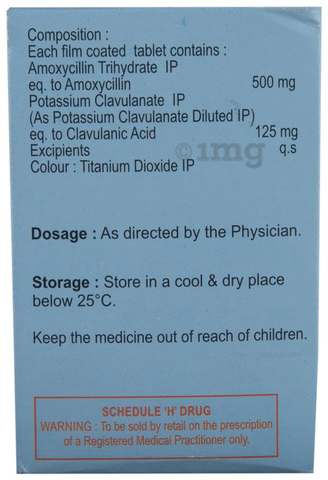 Composition :
Each film coated tablet contains :
Amoxycillin Trihydrate IP
eq. to Amoxycillin 500 mg
Potassium Clavulanate IP
(As Potassium Clavulanate Diluted IP)
eq. to Clavulanic Acid 125 mg
Excipients q.s
Colour : Titanium Dioxide IP
©1mg
Dosage : As directed by the Physician.
Storage : Store in a cool & dry place
below 25°C.
Keep the medicine out of reach of children.
SCHEDULE 'H' DRUG
WARNING : To be sold by retail on the prescription
of a Registered Medical Practitioner only.